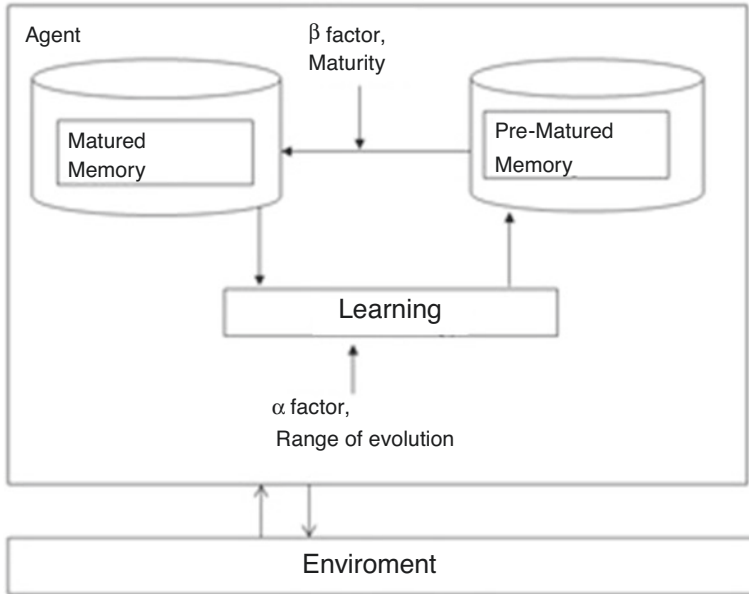 Agent
β factor,
Maturity
Matured
Memory
Pre-Matured
Memory
Learning
α factor,
Range of evolution
Enviroment